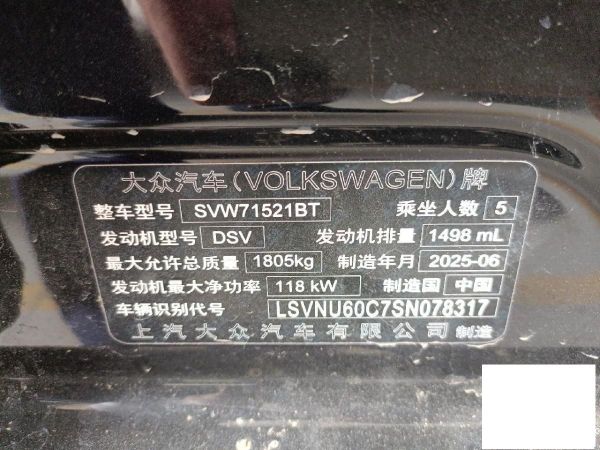 大众汽车(VOLKSWAGEN)牌
整车型号 SVW71521BT 乘坐人数 5
发动机型号 DSV 发动机排量 1498 mL
最大允许总质量 1805kg 制造年月 2025-06
发动机最大净功率 118 kW 制造国 中国
车辆识别代号 LSVNU60C7SN078317
上汽大众汽车有限公司 制造